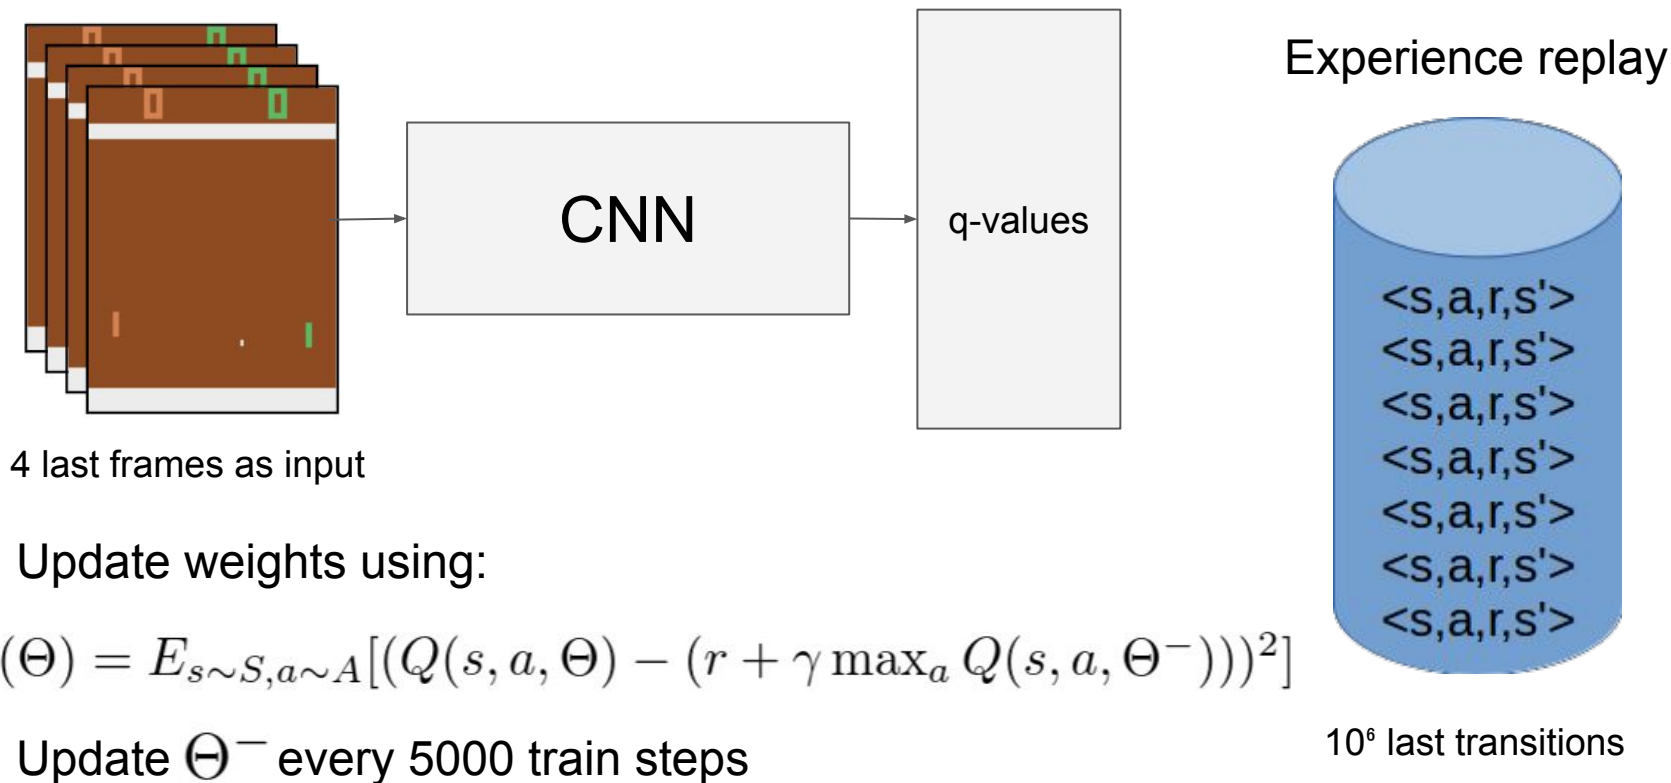 CNN
q-values
4 last frames as input
Update weights using:
(Θ) = E_{s∼S,a∼A}[(Q(s, a, Θ) − (r + γ max_a Q(s, a, Θ⁻)))²]
Update Θ⁻ every 5000 train steps
Experience replay
<s,a,r,s'>
<s,a,r,s'>
<s,a,r,s'>
<s,a,r,s'>
<s,a,r,s'>
<s,a,r,s'>
<s,a,r,s'>
10⁶ last transitions